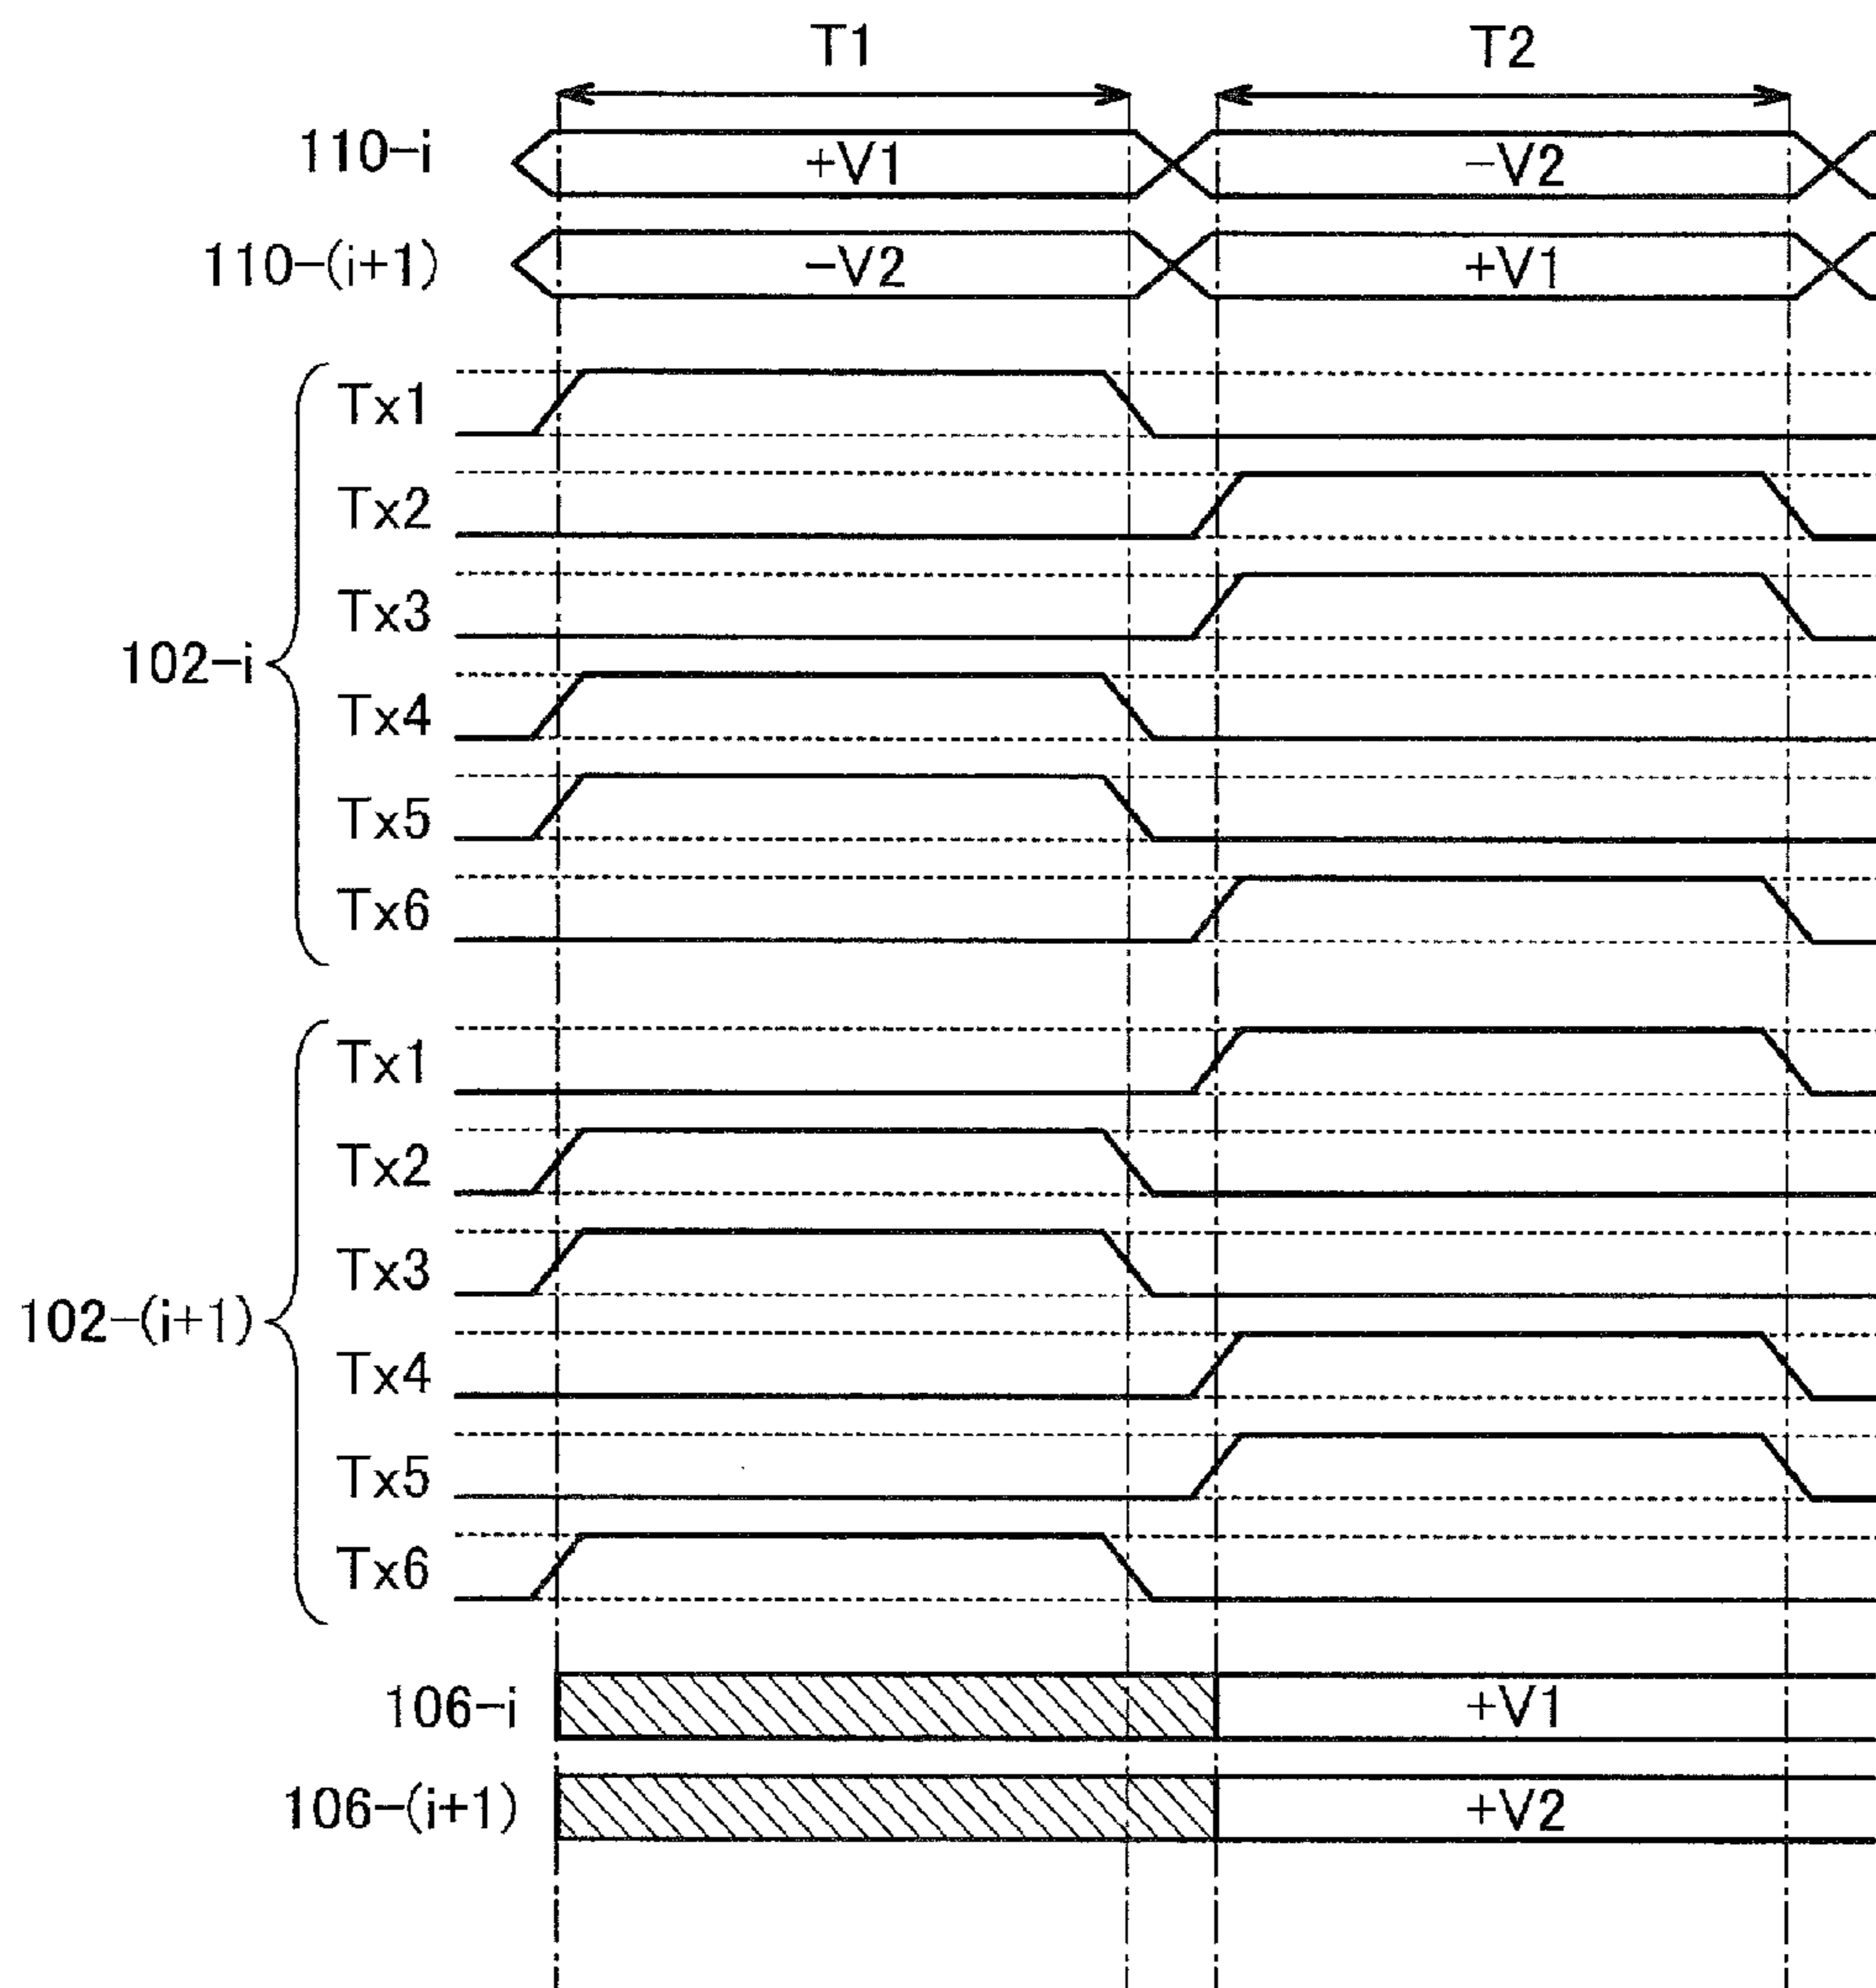 T1 T2
110-i +V1 -V2
110-(i+1) -V2 +V1
102-i
Tx1
Tx2
Tx3
Tx4
Tx5
Tx6
102-(i+1)
Tx1
Tx2
Tx3
Tx4
Tx5
Tx6
106-i +V1
106-(i+1) +V2